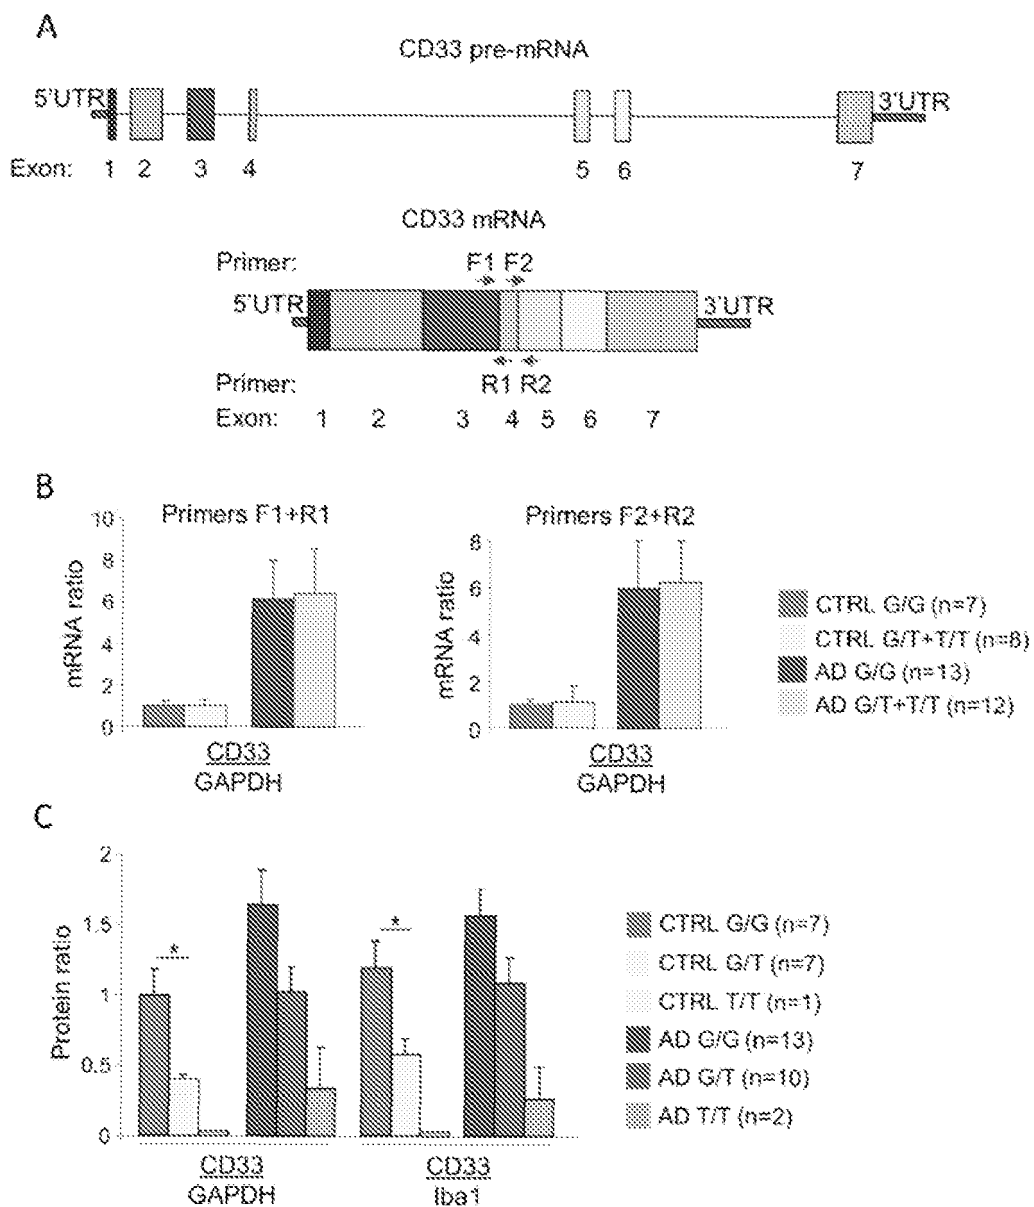 A
CD33 pre-mRNA
5'UTR
3'UTR
Exon: 1 2 3 4 5 6 7
CD33 mRNA
Primer: F1 F2
5'UTR
3'UTR
Primer: R1 R2
Exon: 1 2 3 4 5 6 7
B
Primers F1+R1
mRNA ratio
10
8
6
4
2
0
CD33
GAPDH
Primers F2+R2
mRNA ratio
8
6
4
2
0
CD33
GAPDH
CTRL G/G (n=7)
CTRL G/T+T/T (n=8)
AD G/G (n=13)
AD G/T+T/T (n=12)
C
Protein ratio
2
1.5
1
0.5
0
*
*
CD33
GAPDH
CD33
Iba1
CTRL G/G (n=7)
CTRL G/T (n=7)
CTRL T/T (n=1)
AD G/G (n=13)
AD G/T (n=10)
AD T/T (n=2)